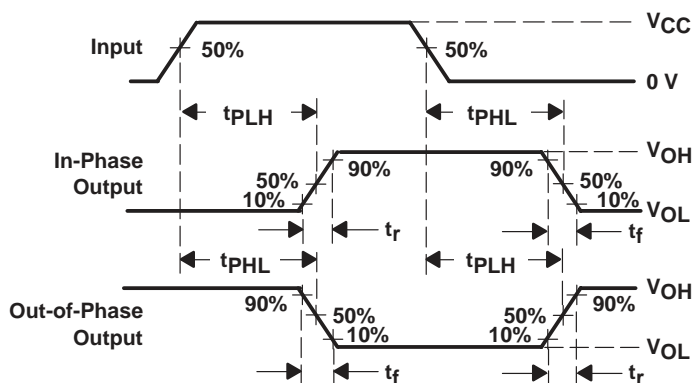 VCC
Input 50% 50%
0 V
tPLH tPHL
In-Phase
Output
VOH
90% 90%
50% 50%
10% 10%
VOL
tr tf
tPHL tPLH
Out-of-Phase
Output
VOH
90% 90%
50% 50%
10% 10%
VOL
tf tr